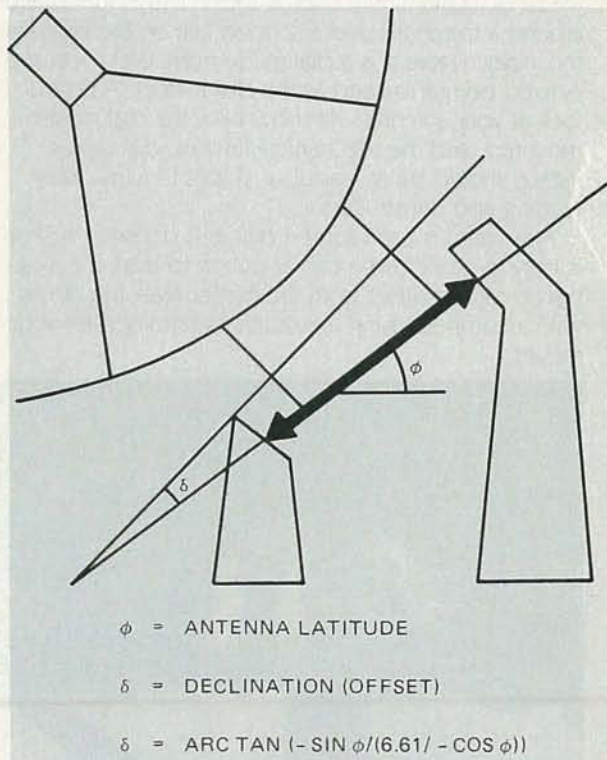 φ
δ
φ = ANTENNA LATITUDE
δ = DECLINATION (OFFSET)
δ = ARC TAN (- SIN φ/(6.61/ - COS φ))